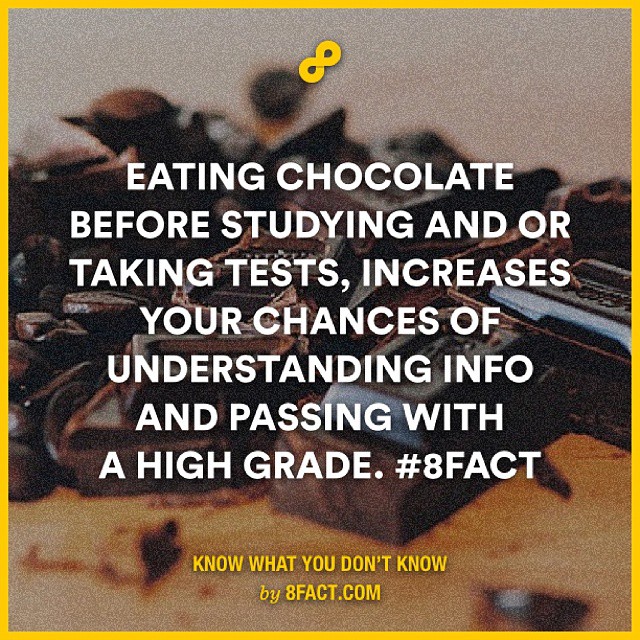 EATING CHOCOLATE
BEFORE STUDYING AND OR
TAKING TESTS, INCREASES
YOUR CHANCES OF
UNDERSTANDING INFO
AND PASSING WITH
A HIGH GRADE. #8FACT
KNOW WHAT YOU DON'T KNOW
by 8FACT.COM